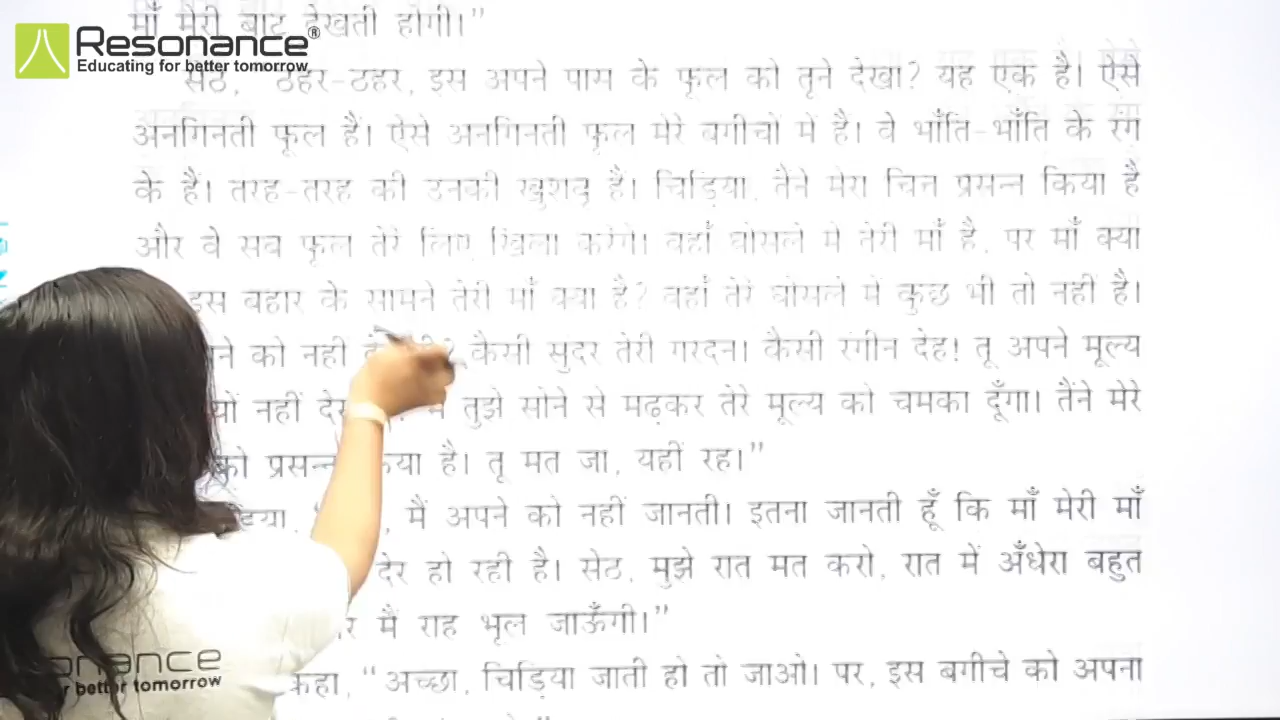 माँ मेरी बाट देखती होगी।”
Resonance®
Educating for better tomorrow
सेठ, “ठहर-ठहर, इस अपने पास के फूल को तूने देखा? यह एक है। ऐसे
अनगिनती फूल हैं। ऐसे अनगिनती फूल मेरे बगीचों में है। वे भाँति-भाँति के रंग
के हैं। तरह-तरह की उनकी खुशबू है। चिड़िया, तैने मेरा चित्त प्रसन्न किया है
और वे सब फूल तेरे लिए खिला करेंगे। वहाँ घोंसले में तेरी माँ है, पर माँ क्या
इस बहार के सामने तेरी माँ क्या है? वहाँ तेरे घोंसले में कुछ भी तो नहीं है।
ने को नहीं कैसी सुंदर तेरी गरदन। कैसी रंगीन देह! तू अपने मूल्य
यों नहीं मैं तुझे सोने से मढ़कर तेरे मूल्य को चमका दूँगा। तैंने मेरे
को प्रसन्न किया है। तू मत जा, यहीं रह।”
मैं अपने को नहीं जानती। इतना जानती हूँ कि माँ मेरी माँ
देर हो रही है। सेठ, मुझे रात मत करो, रात में अँधेरा बहुत
र मैं राह भूल जाऊँगी।”
कहा, “अच्छा, चिड़िया जाती हो तो जाओ। पर, इस बगीचे को अपना
onance
r better tomorrow